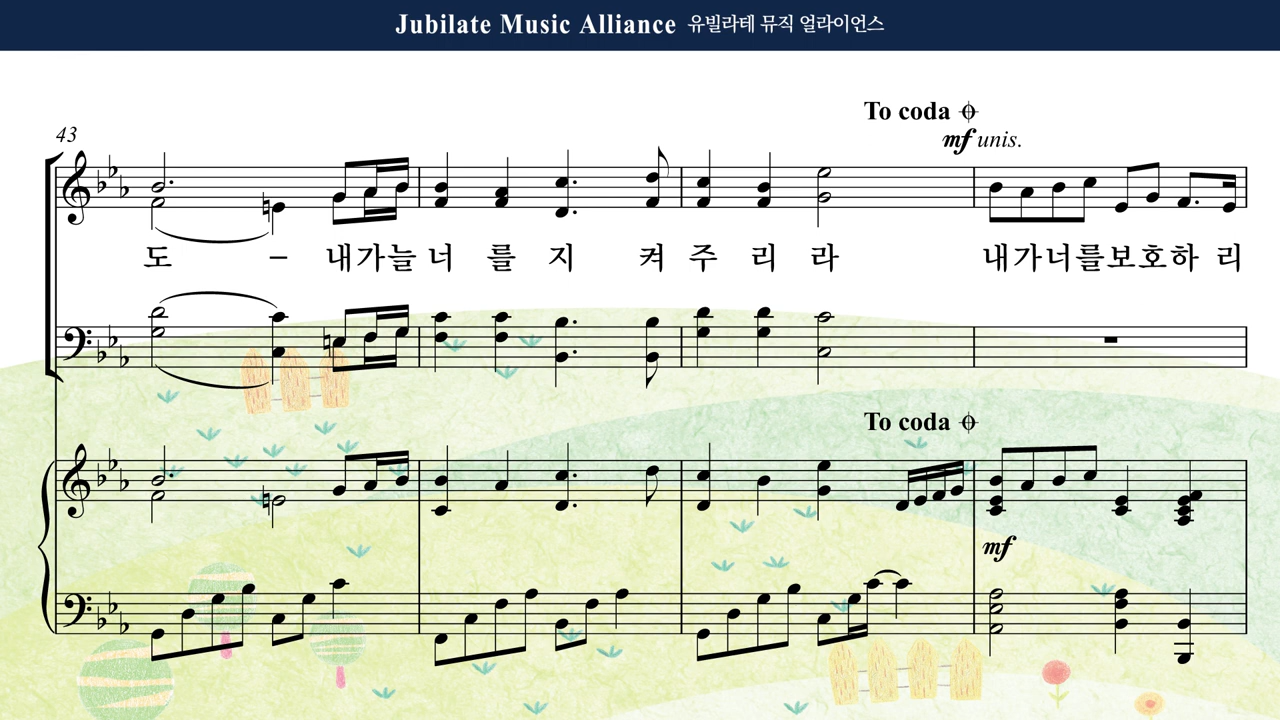 Jubilate Music Alliance 유빌라테 뮤직 얼라이언스
To coda
43
mf unis.
도 – 내가늘 너 를 지 켜 주 리 라 내가너를보호하 리
To coda
mf